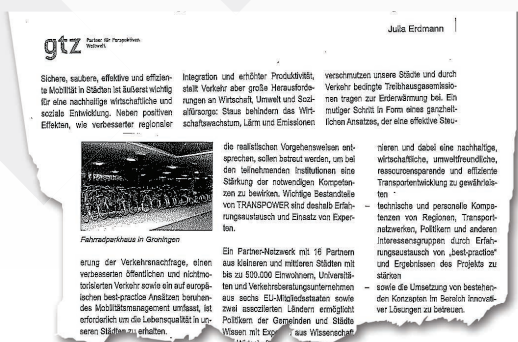 Julia Erdmann
gtz Partner für Perspektiven.
Weltweit.
Sichere, saubere, effektive und effizien-
te Mobilität in Städten ist äußerst wichtig
für eine nachhaltige wirtschaftliche und
soziale Entwicklung. Neben positiven
Effekten, wie verbesserter regionaler
Integration und erhöhter Produktivität,
stellt Verkehr aber große Herausforde-
rungen an Wirtschaft, Umwelt und Sozi-
alfürsorge: Staus behindern das Wirt-
schaftswachstum, Lärm und Emissionen
verschmutzen unsere Städte und durch
Verkehr bedingte Treibhausgasemissio-
nen tragen zur Erderwärmung bei. Ein
mutiger Schritt in Form eines ganzheit-
lichen Ansatzes, der eine effektive Steu-
Fahrradparkhaus in Groningen
erung der Verkehrsnachfrage, einen
verbesserten öffentlichen und nichtmo-
torisierten Verkehr sowie ein auf europä-
ischen best-practice Ansätzen beruhen-
des Mobilitätsmanagement umfasst, ist
erforderlich um die Lebensqualität in un-
seren Städten zu erhalten.
die realistischen Vorgehensweisen ent-
sprechen, sollen betreut werden, um bei
den teilnehmenden Institutionen eine
Stärkung der notwendigen Kompeten-
zen zu bewirken. Wichtige Bestandteile
von TRANSPOWER sind deshalb Erfah-
rungsaustausch und Einsatz von Exper-
ten.
Ein Partner-Netzwerk mit 16 Partnern
aus kleineren und mittleren Städten mit
bis zu 500.000 Einwohnern, Universitä-
ten und Verkehrsberatungsunternehmen
aus sechs EU-Mitgliedsstaaten sowie
zwei assoziierten Ländern ermöglicht
Politikern der Gemeinden und Städte
Wissen mit Experten aus Wissenschaft
nieren und dabei eine nachhaltige,
wirtschaftliche, umweltfreundliche,
ressourcensparende und effiziente
Transportentwicklung zu gewährleis-
ten
– technische und personelle Kompe-
tenzen von Regionen, Transport-
netzwerken, Politikern und anderen
Interessensgruppen durch Erfah-
rungsaustausch von „best-practice"
und Ergebnissen des Projekts zu
stärken
– sowie die Umsetzung von bestehen-
den Konzepten im Bereich innovati-
ver Lösungen zu betreuen.